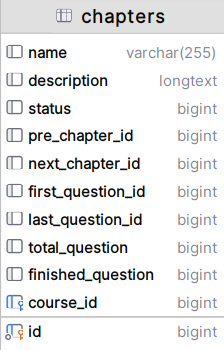 chapters
name varchar(255)
description longtext
status bigint
pre_chapter_id bigint
next_chapter_id bigint
first_question_id bigint
last_question_id bigint
total_question bigint
finished_question bigint
course_id bigint
id bigint